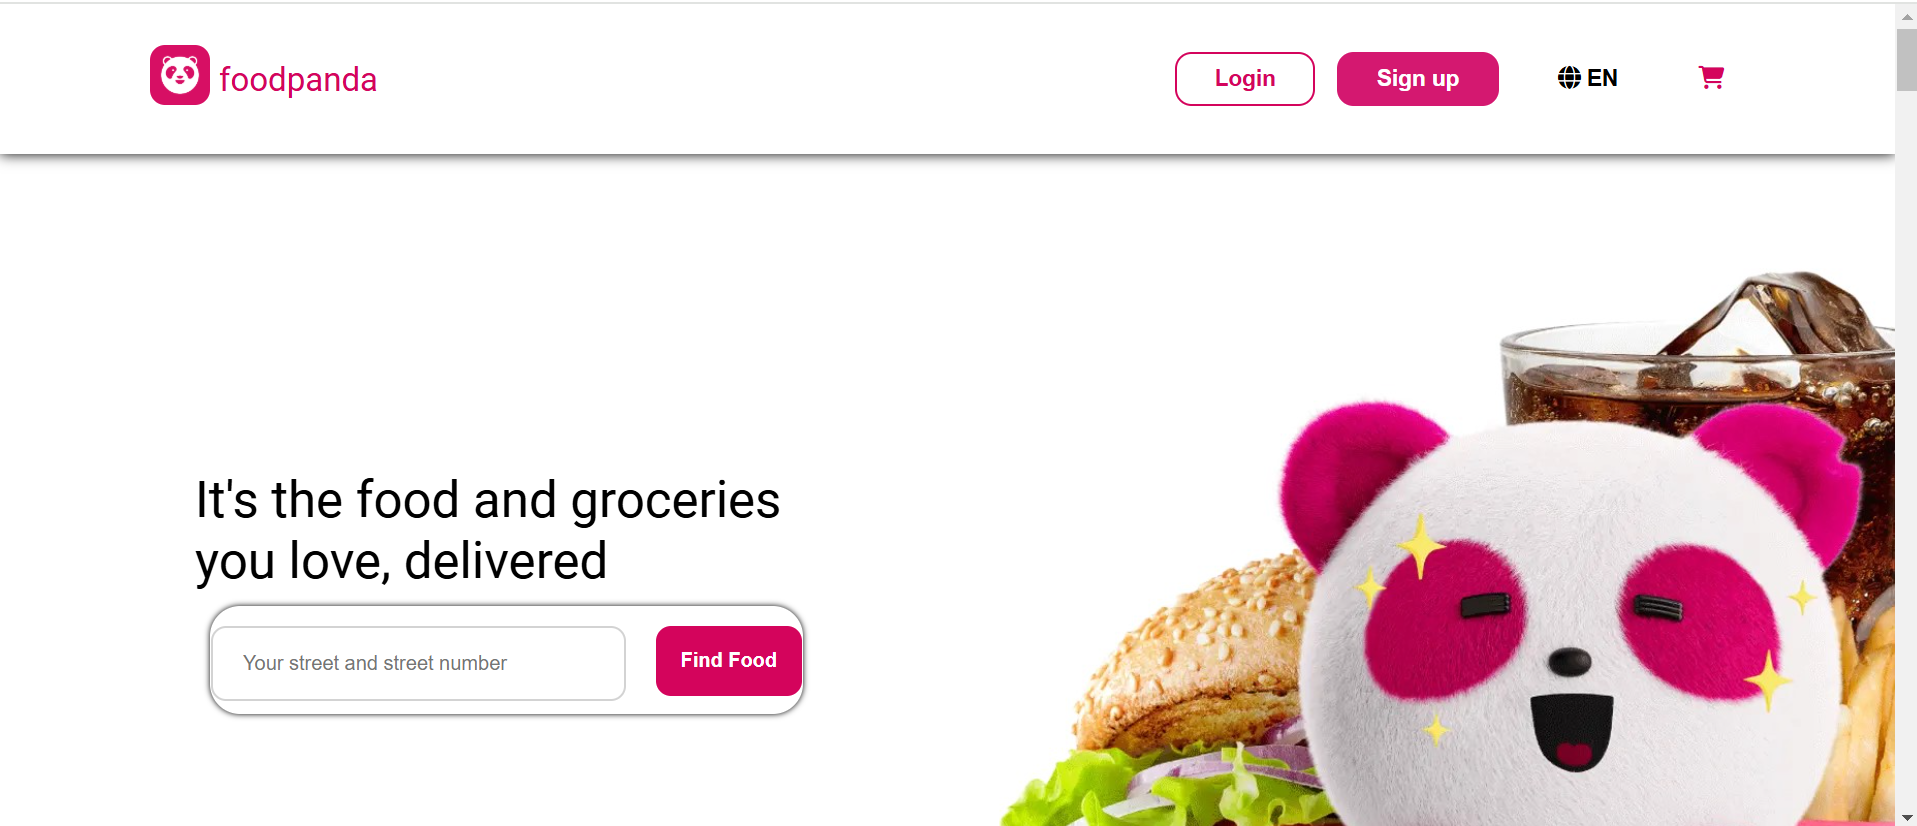 foodpanda
Login
Sign up
EN
It's the food and groceries
you love, delivered
Your street and street number
Find Food